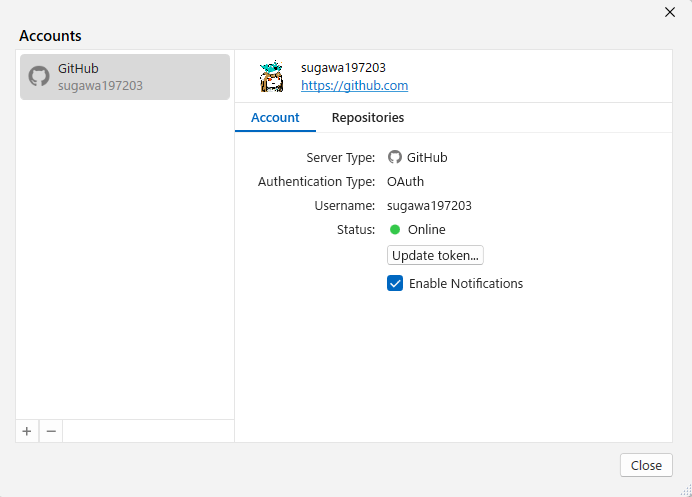 Accounts
GitHub
sugawa197203
sugawa197203
https://github.com
Account
Repositories
Server Type: GitHub
Authentication Type: OAuth
Username: sugawa197203
Status: Online
Update token...
Enable Notifications
+ −
Close